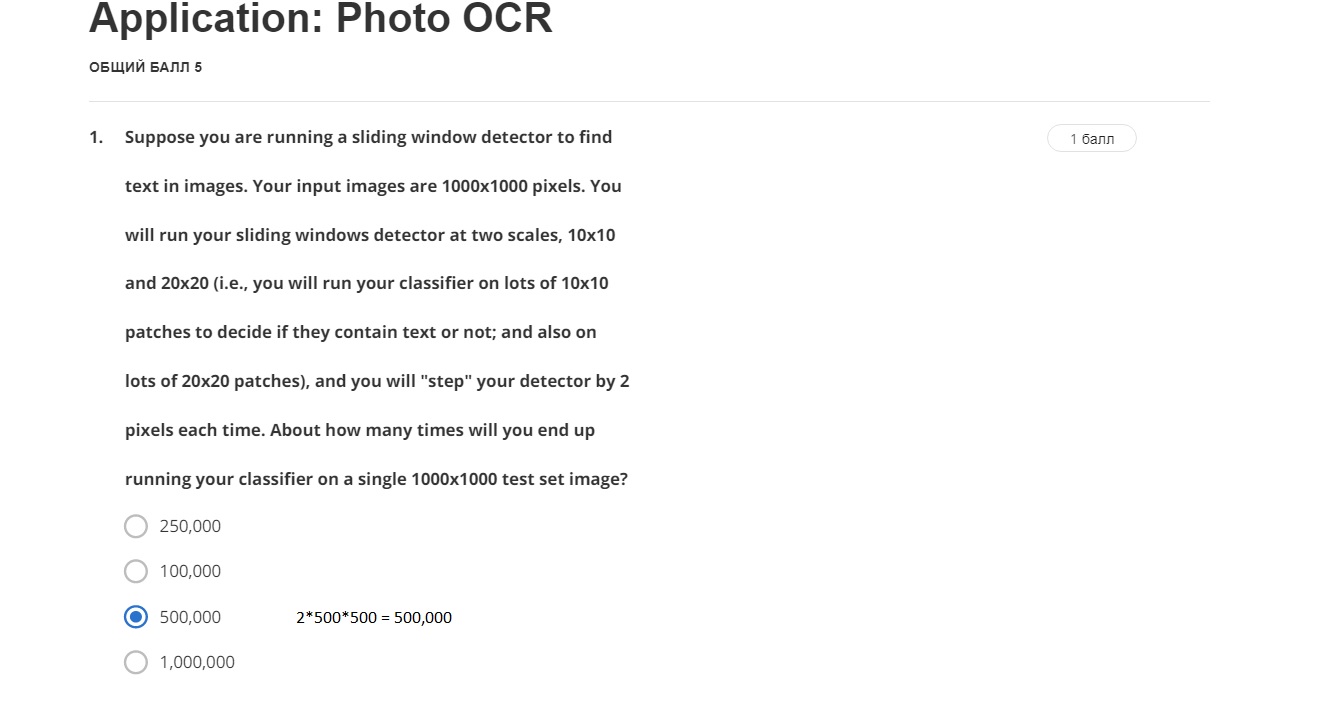 Application: Photo OCR
ОБЩИЙ БАЛЛ 5
1. Suppose you are running a sliding window detector to find
1 балл
text in images. Your input images are 1000x1000 pixels. You
will run your sliding windows detector at two scales, 10x10
and 20x20 (i.e., you will run your classifier on lots of 10x10
patches to decide if they contain text or not; and also on
lots of 20x20 patches), and you will "step" your detector by 2
pixels each time. About how many times will you end up
running your classifier on a single 1000x1000 test set image?
250,000
100,000
500,000 2*500*500 = 500,000
1,000,000